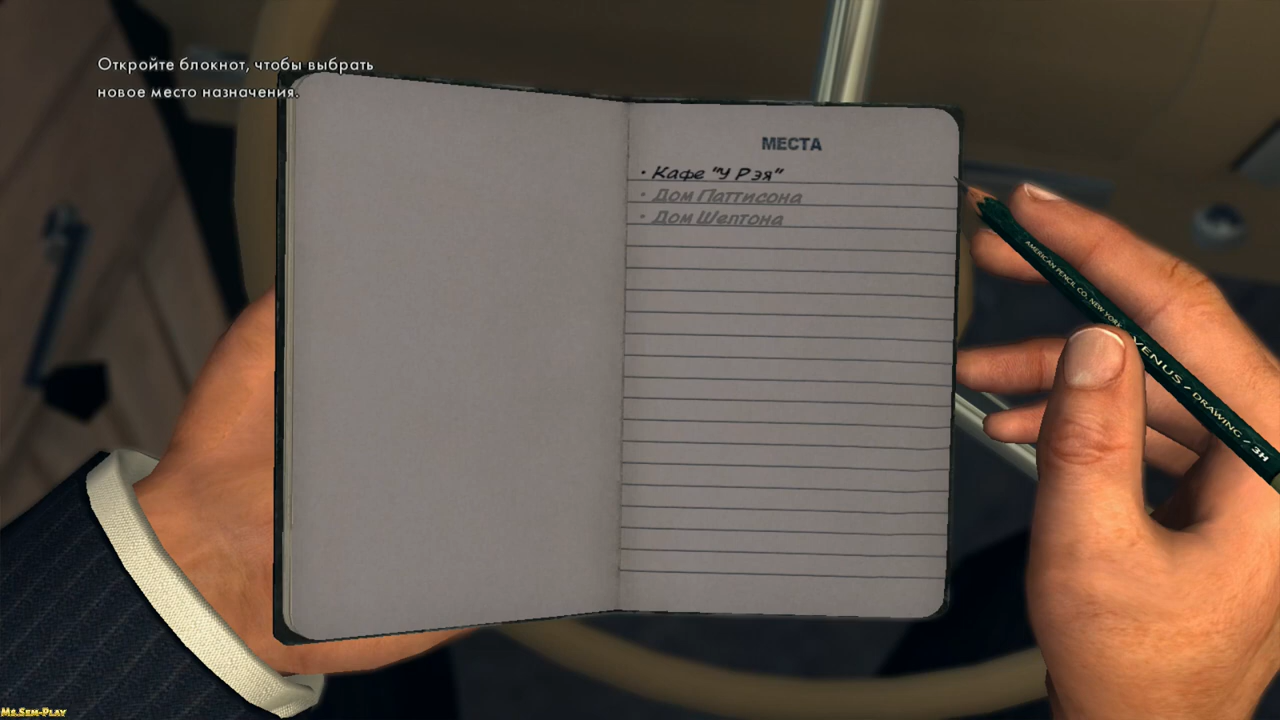 Откройте блокнот, чтобы выбрать
новое место назначения.
МЕСТА
• Кафе "У Рэя"
• Дом Паттисона
• Дом Шелтона
AMERICAN PENCIL CO. NEW YORK
VENUS / DRAWING / 3H
Mr.Sem-Play